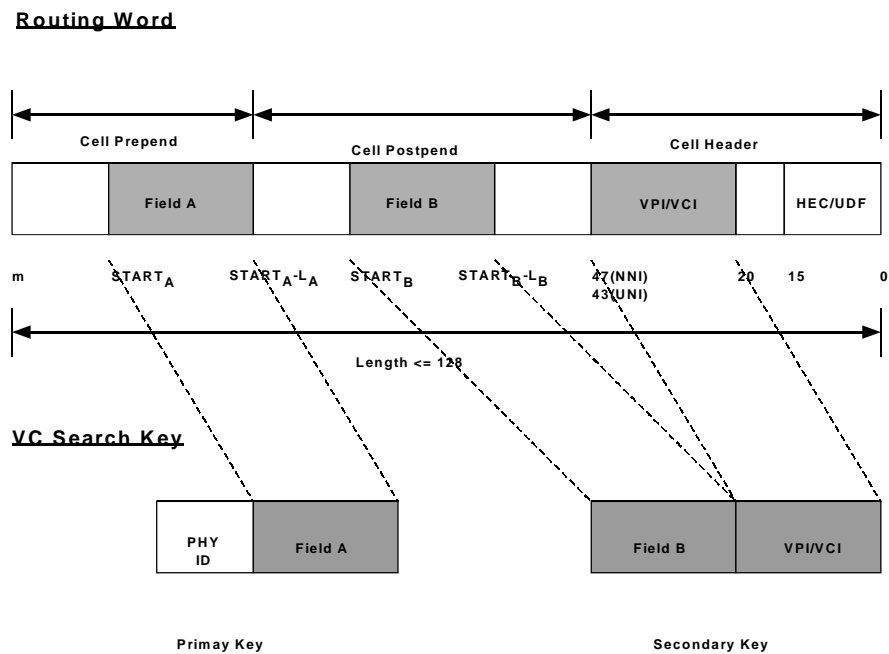 Routing Word
Cell Prepend
Cell Postpend
Cell Header
Field A
Field B
VPI/VCI
HEC/UDF
m
START_A
START_A-L_A
START_B
START_B-L_B
47(NNI)
43(UNI)
20
15
0
Length <= 128
VC Search Key
PHY
ID
Field A
Field B
VPI/VCI
Primay Key
Secondary Key